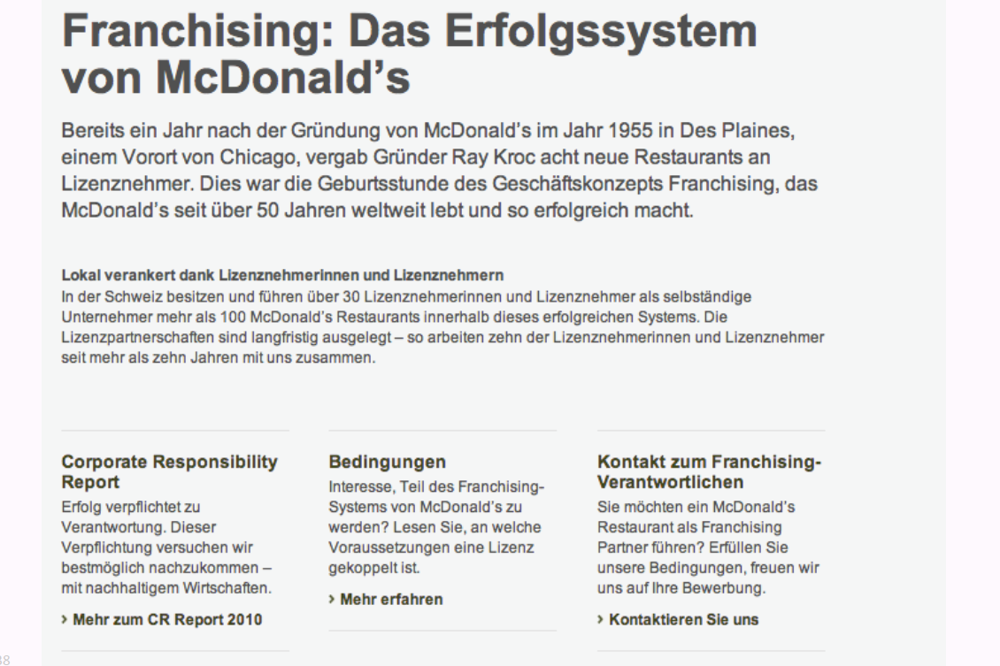 Franchising: Das Erfolgssystem
von McDonald’s
Bereits ein Jahr nach der Gründung von McDonald’s im Jahr 1955 in Des Plaines,
einem Vorort von Chicago, vergab Gründer Ray Kroc acht neue Restaurants an
Lizenznehmer. Dies war die Geburtsstunde des Geschäftskonzepts Franchising, das
McDonald’s seit über 50 Jahren weltweit lebt und so erfolgreich macht.
Lokal verankert dank Lizenznehmerinnen und Lizenznehmern
In der Schweiz besitzen und führen über 30 Lizenznehmerinnen und Lizenznehmer als selbständige
Unternehmer mehr als 100 McDonald’s Restaurants innerhalb dieses erfolgreichen Systems. Die
Lizenzpartnerschaften sind langfristig ausgelegt – so arbeiten zehn der Lizenznehmerinnen und Lizenznehmer
seit mehr als zehn Jahren mit uns zusammen.
Corporate Responsibility
Report
Erfolg verpflichtet zu
Verantwortung. Dieser
Verpflichtung versuchen wir
bestmöglich nachzukommen –
mit nachhaltigem Wirtschaften.
› Mehr zum CR Report 2010
Bedingungen
Interesse, Teil des Franchising-
Systems von McDonald’s zu
werden? Lesen Sie, an welche
Voraussetzungen eine Lizenz
gekoppelt ist.
› Mehr erfahren
Kontakt zum Franchising-
Verantwortlichen
Sie möchten ein McDonald’s
Restaurant als Franchising
Partner führen? Erfüllen Sie
unsere Bedingungen, freuen wir
uns auf Ihre Bewerbung.
› Kontaktieren Sie uns